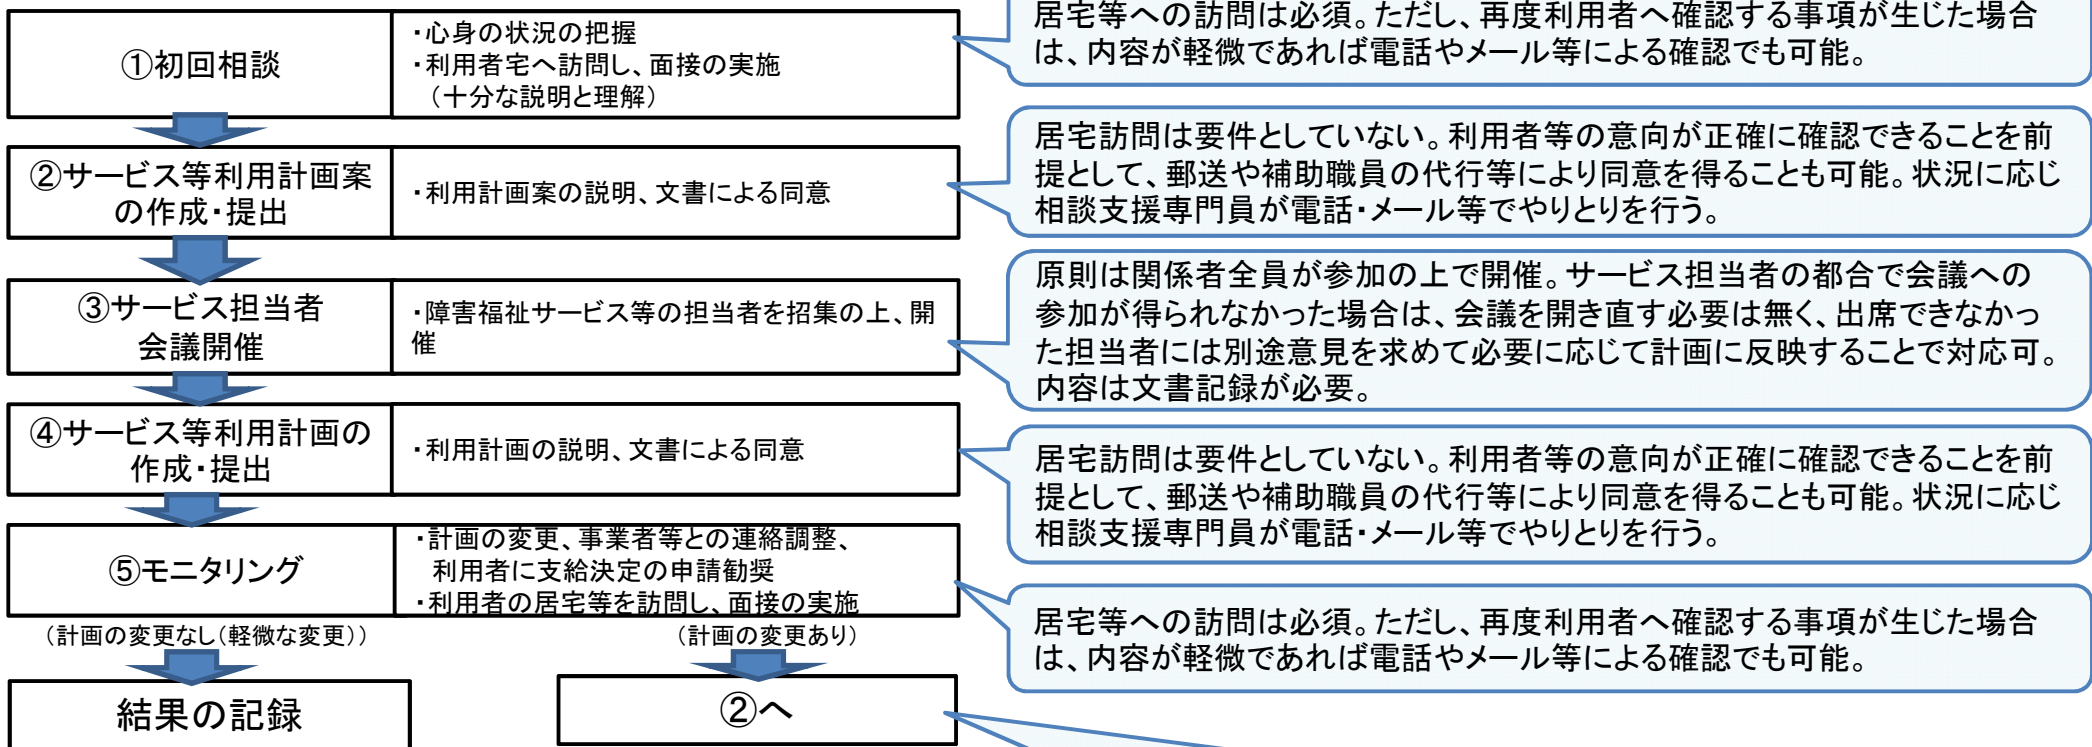 ①初回相談
・心身の状況の把握
・利用者宅へ訪問し、面接の実施
（十分な説明と理解）
居宅等への訪問は必須。ただし、再度利用者へ確認する事項が生じた場合
は、内容が軽微であれば電話やメール等による確認でも可能。
②サービス等利用計画案
の作成・提出
・利用計画案の説明、文書による同意
居宅訪問は要件としていない。利用者等の意向が正確に確認できることを前
提として、郵送や補助職員の代行等により同意を得ることも可能。状況に応じ
相談支援専門員が電話・メール等でやりとりを行う。
③サービス担当者
会議開催
・障害福祉サービス等の担当者を招集の上、開
催
原則は関係者全員が参加の上で開催。サービス担当者の都合で会議への
参加が得られなかった場合は、会議を開き直す必要は無く、出席できなかっ
た担当者には別途意見を求めて必要に応じて計画に反映することで対応可。
内容は文書記録が必要。
④サービス等利用計画の
作成・提出
・利用計画の説明、文書による同意
居宅訪問は要件としていない。利用者等の意向が正確に確認できることを前
提として、郵送や補助職員の代行等により同意を得ることも可能。状況に応じ
相談支援専門員が電話・メール等でやりとりを行う。
⑤モニタリング
・計画の変更、事業者等との連絡調整、
利用者に支給決定の申請勧奨
・利用者の居宅等を訪問し、面接の実施
居宅等への訪問は必須。ただし、再度利用者へ確認する事項が生じた場合
は、内容が軽微であれば電話やメール等による確認でも可能。
（計画の変更なし（軽微な変更））
（計画の変更あり）
結果の記録
②へ